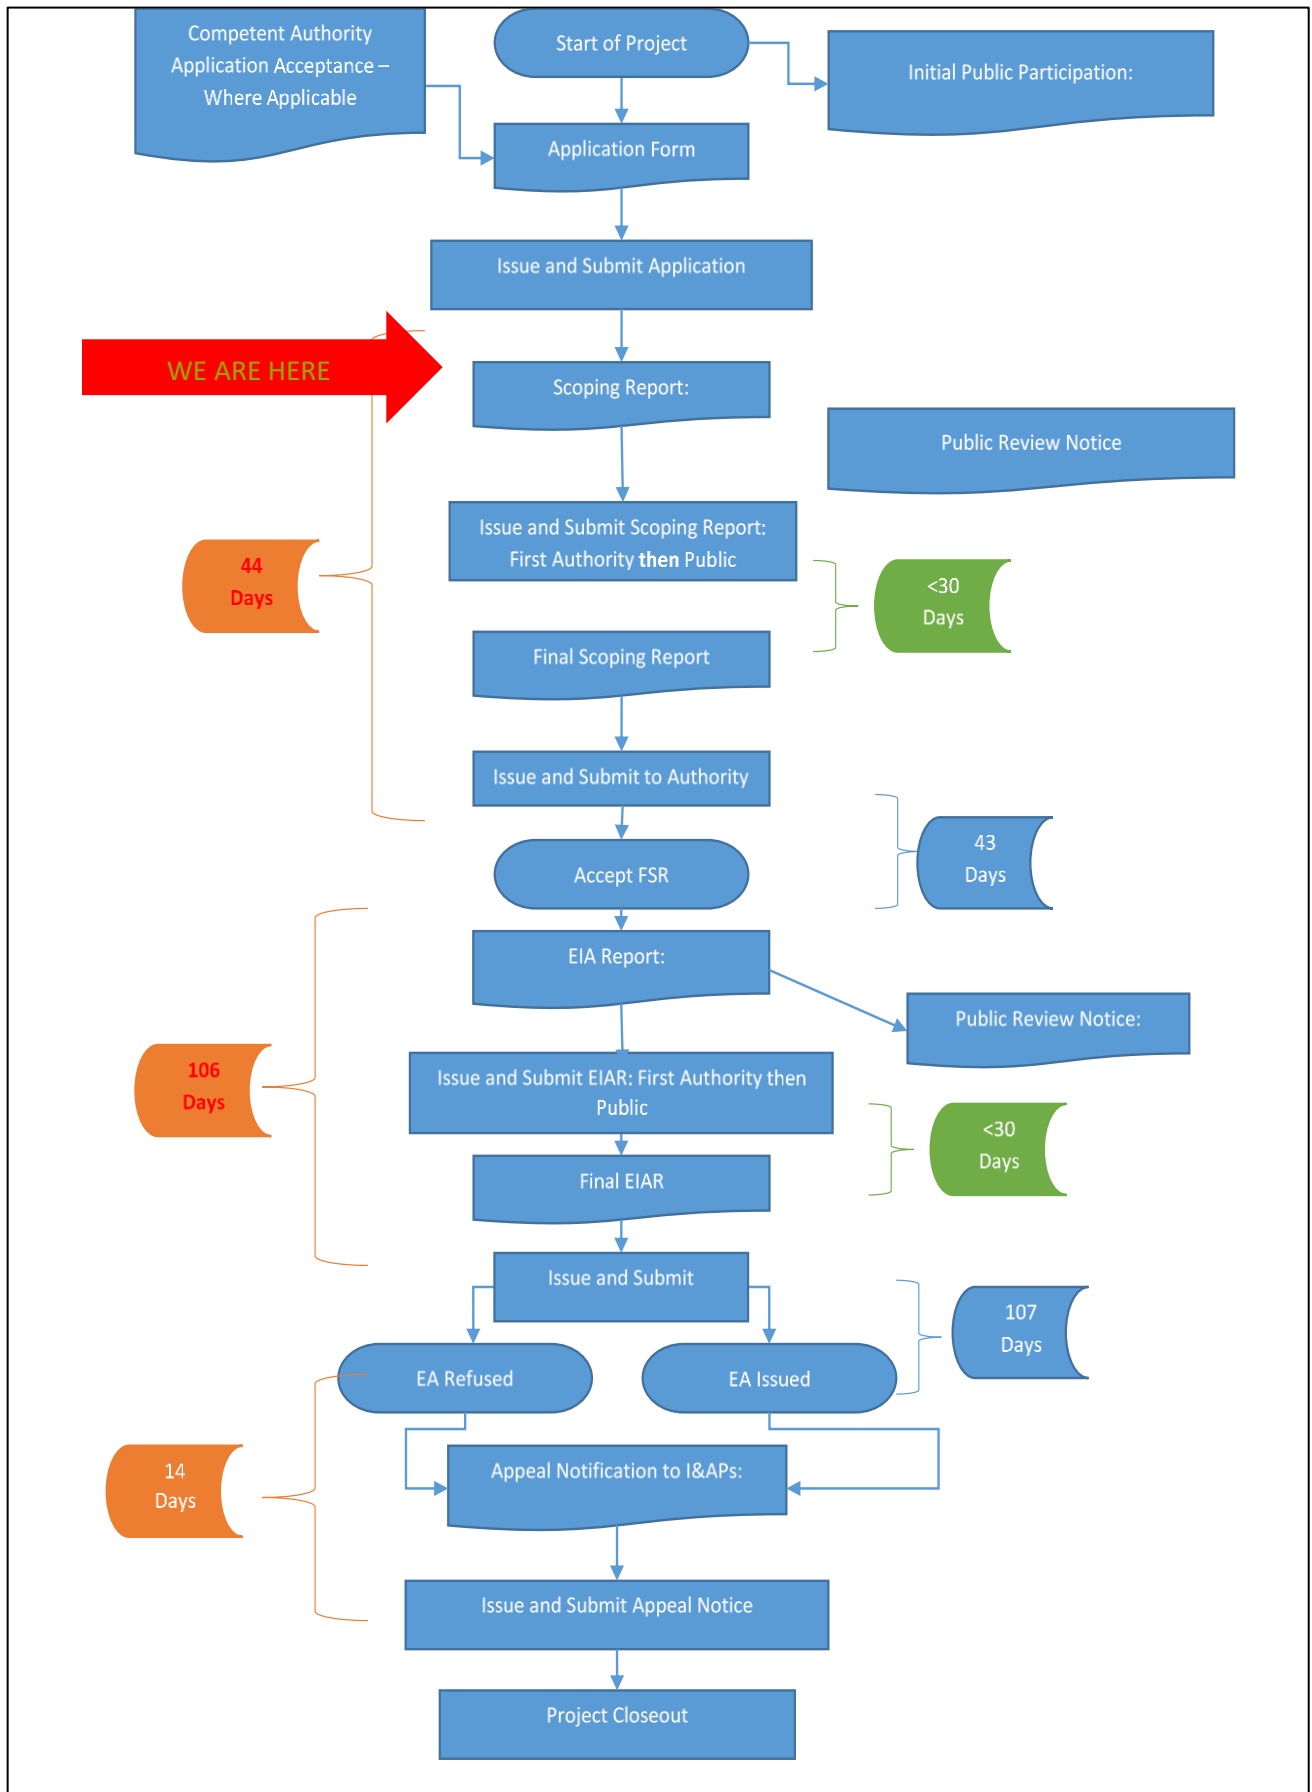 Competent Authority
Application Acceptance –
Where Applicable
Start of Project
Initial Public Participation:
Application Form
Issue and Submit Application
WE ARE HERE
Scoping Report:
Public Review Notice
Issue and Submit Scoping Report:
First Authority then Public
44
Days
<30
Days
Final Scoping Report
Issue and Submit to Authority
43
Days
Accept FSR
EIA Report:
Public Review Notice:
106
Days
Issue and Submit EIAR: First Authority then
Public
<30
Days
Final EIAR
Issue and Submit
107
Days
EA Refused
EA Issued
14
Days
Appeal Notification to I&APs:
Issue and Submit Appeal Notice
Project Closeout